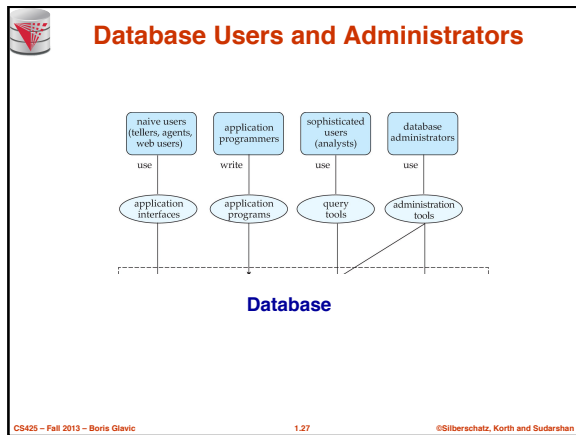 Database Users and Administrators
naive users
(tellers, agents,
web users)
application
programmers
sophisticated
users
(analysts)
database
administrators
use
write
use
use
application
interfaces
application
programs
query
tools
administration
tools
Database
CS425 – Fall 2013 – Boris Glavic
1.27
©Silberschatz, Korth and Sudarshan